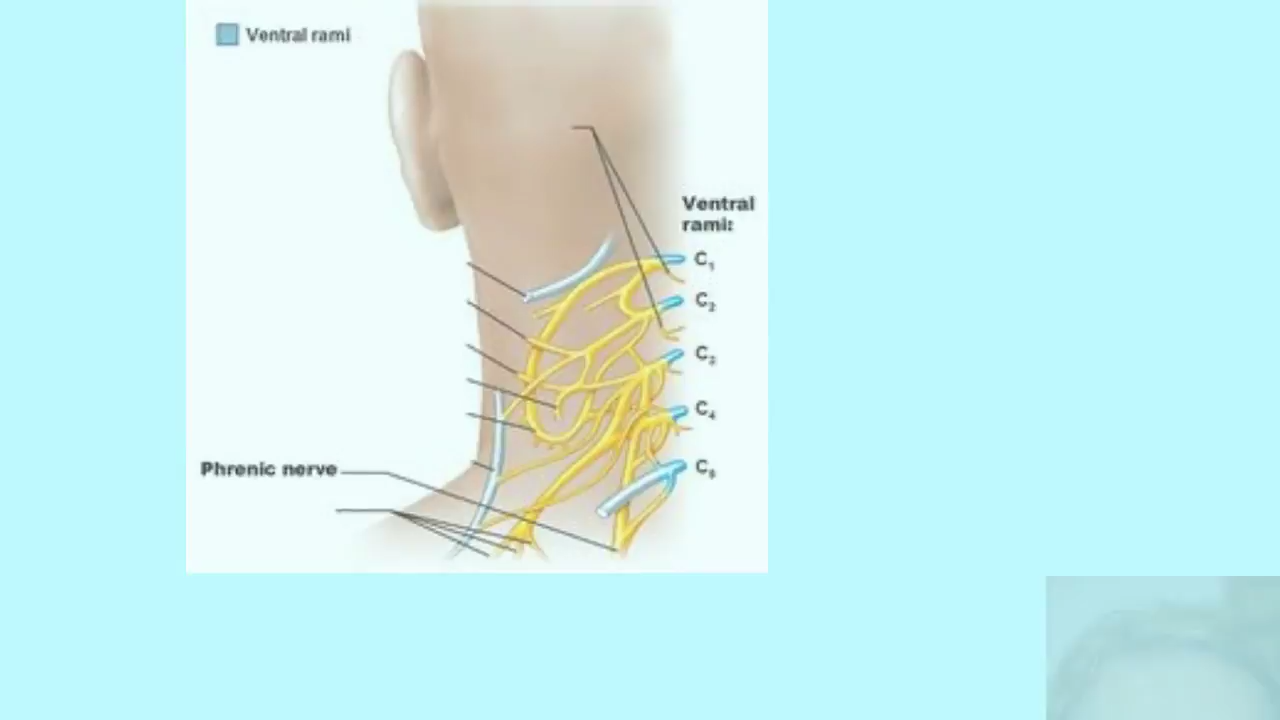 Ventral rami
Ventral
rami:
C₁
C₂
C₃
C₄
C₅
Phrenic nerve